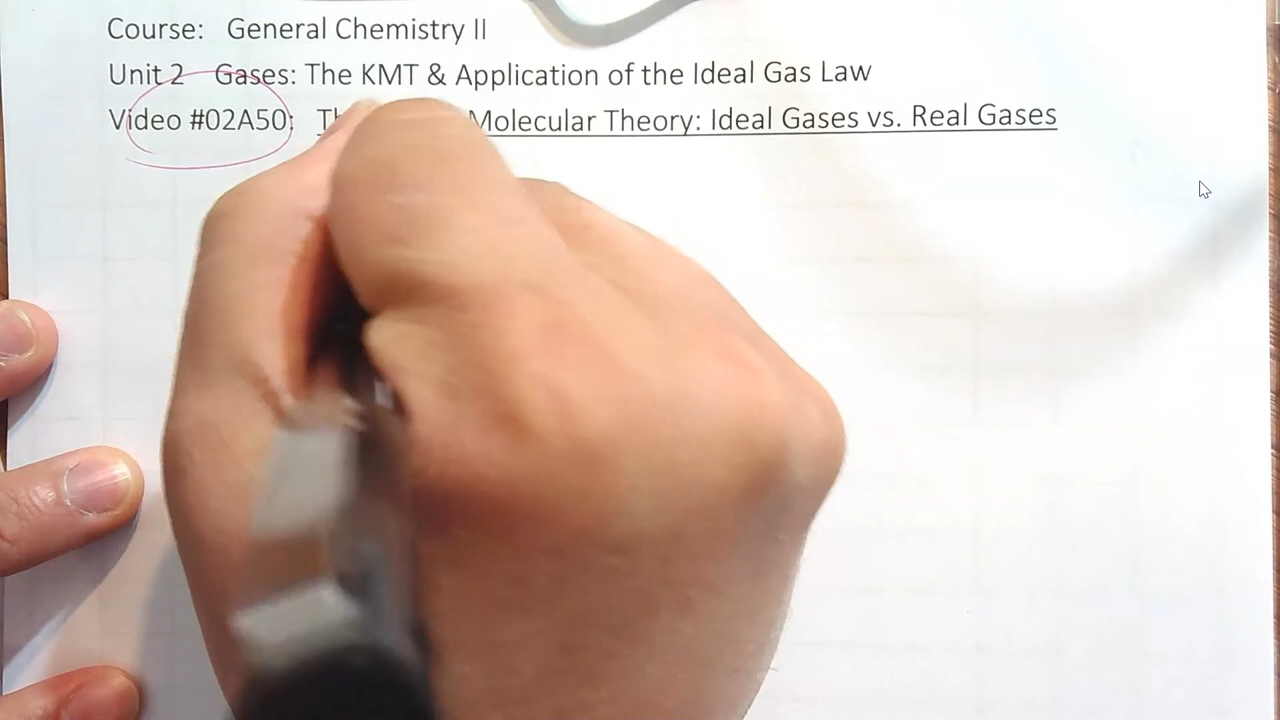 Course: General Chemistry II
Unit 2 Gases: The KMT & Application of the Ideal Gas Law
Video #02A50: Molecular Theory: Ideal Gases vs. Real Gases